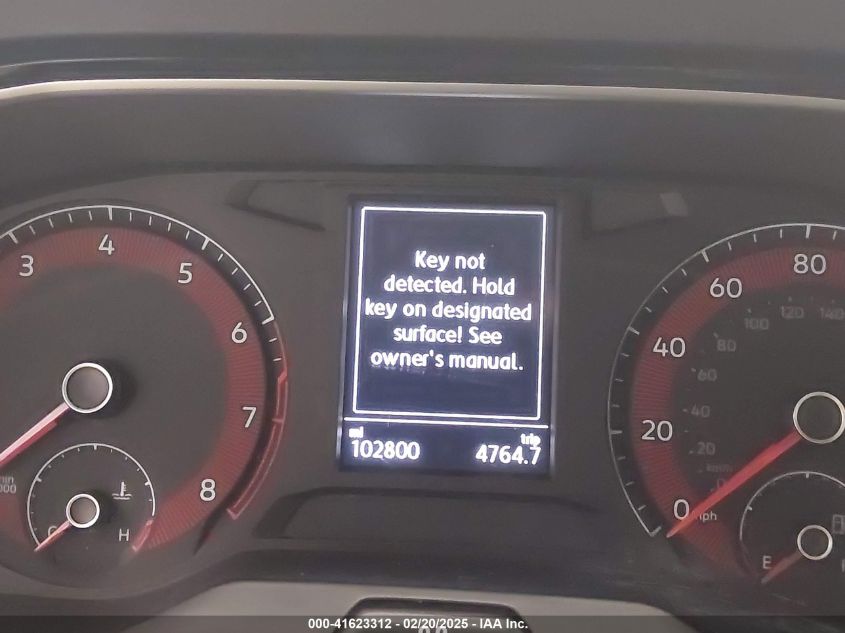 Key not
detected. Hold
key on designated
surface! See
owner's manual.
mi
trip
102800
4764.7
3
4
5
6
7
8
C
H
0
20
40
60
80
mph
km/h
0
20
40
60
80
100
120
140
E
000-41623312 - 02/20/2025 - IAA Inc.